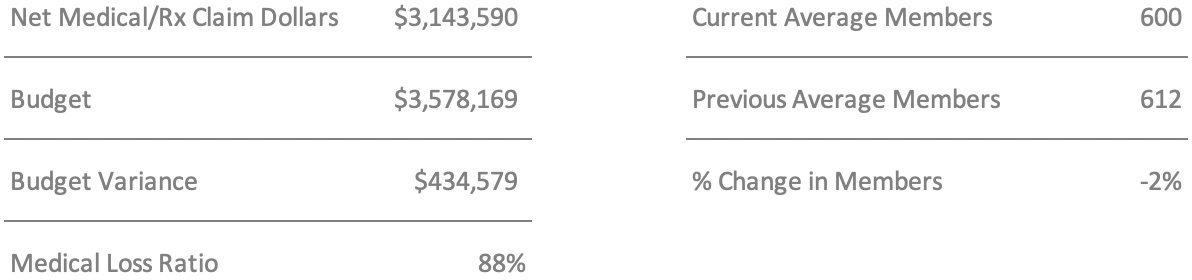 Net Medical/Rx Claim Dollars $3,143,590
Budget $3,578,169
Budget Variance $434,579
Medical Loss Ratio 88%
Current Average Members 600
Previous Average Members 612
% Change in Members -2%